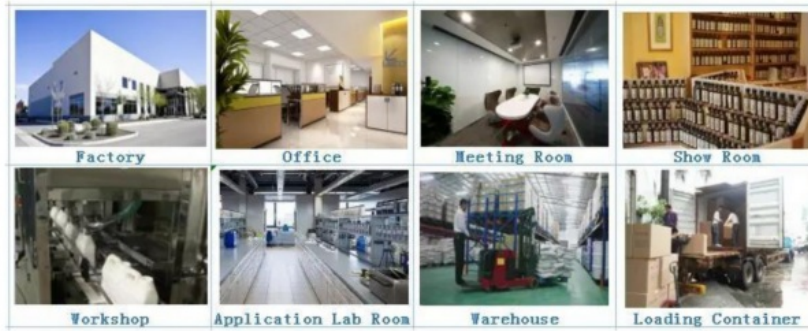 Factory
Office
Meeting Room
Show Room
Workshop
Application Lab Room
Warehouse
Loading Container